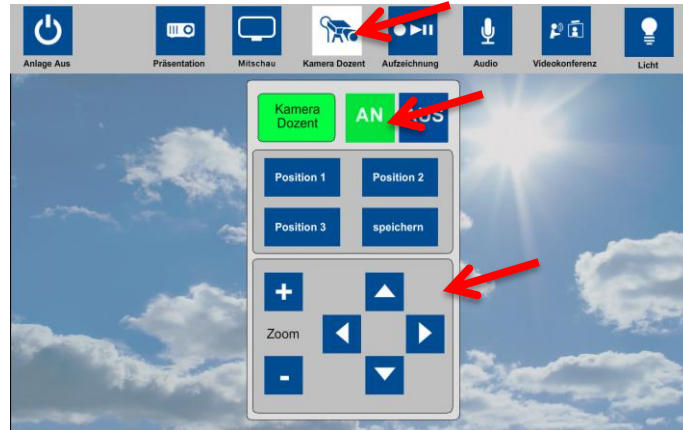 Anlage Aus
Präsentation
Mitschau
Kamera Dozent
Aufzeichnung
Audio
Videokonferenz
Licht
Kamera
Dozent
AN
AUS
Position 1
Position 2
Position 3
speichern
+
Zoom
-